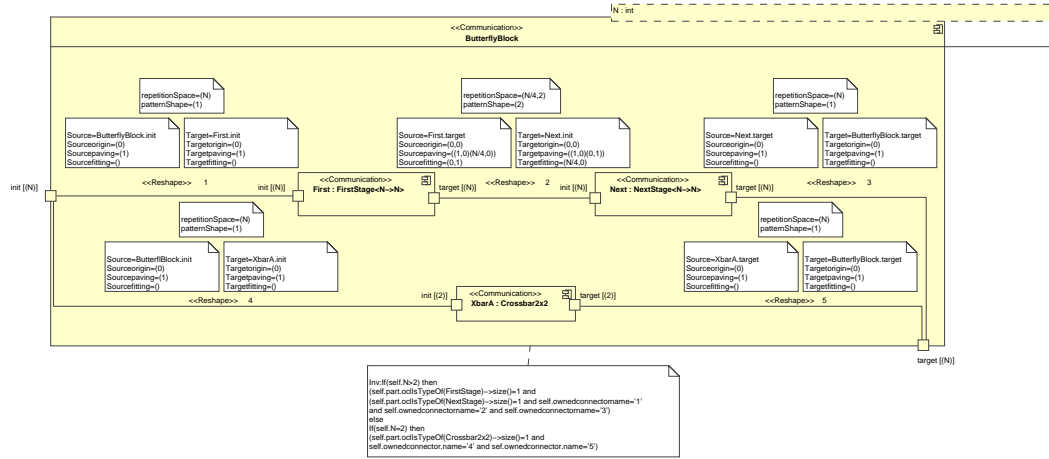 N : int
<<Communication>>
ButterflyBlock
repetitionSpace=(N)
patternShape=(1)
repetitionSpace=(N/4,2)
patternShape=(2)
repetitionSpace=(N)
patternShape=(1)
Source=ButterflyBlock.init
Sourceorigin=(0)
Sourcepaving=(1)
Sourcefitting=()
Target=First.init
Targetorigin=(0)
Targetpaving=(1)
Targetfitting=()
Source=First.target
Sourceorigin=(0,0)
Sourcepaving=((1,0)(N/4,0))
Sourcefitting=(0,1)
Target=Next.init
Targetorigin=(0,0)
Targetpaving=((1,0)(0,1))
Targetfitting=(N/4,0)
Source=Next.target
Sourceorigin=(0)
Sourcepaving=(1)
Sourcefitting=()
Target=ButterflyBlock.target
Targetorigin=(0)
Targetpaving=(1)
Targetfitting=()
init [(N)]
<<Reshape>> 1
init [(N)]
<<Communication>>
First : FirstStage<N->N>
target [(N)]
<<Reshape>> 2
init [(N)]
<<Communication>>
Next : NextStage<N->N>
target [(N)]
<<Reshape>> 3
repetitionSpace=(N)
patternShape=(1)
repetitionSpace=(N)
patternShape=(1)
Source=ButterflBlock.init
Sourceorigin=(0)
Sourcepaving=(1)
Sourcefitting=()
Target=XbarA.init
Targetorigin=(0)
Targetpaving=(1)
Targetfitting=()
Source=XbarA.target
Sourceorigin=(0)
Sourcepaving=(1)
Sourcefitting=()
Target=ButterflyBlock.target
Targetorigin=(0)
Targetpaving=(1)
Targetfitting=()
<<Reshape>> 4
init [(2)]
<<Communication>>
XbarA : Crossbar2x2
target [(2)]
<<Reshape>> 5
target [(N)]
Inv:If(self.N>2) then
(self.part.oclIsTypeOf(FirstStage)->size()=1 and
(self.part.oclIsTypeOf(NextStage)->size()=1 and self.ownedconnectorname='1'
and self.ownedconnectorname='2' and self.ownedconnectorname='3')
else
If(self.N=2) then
(self.part.oclIsTypeOf(Crossbar2x2)->size()=1 and
self.ownedconnector.name='4' and sef.ownedconnector.name='5')